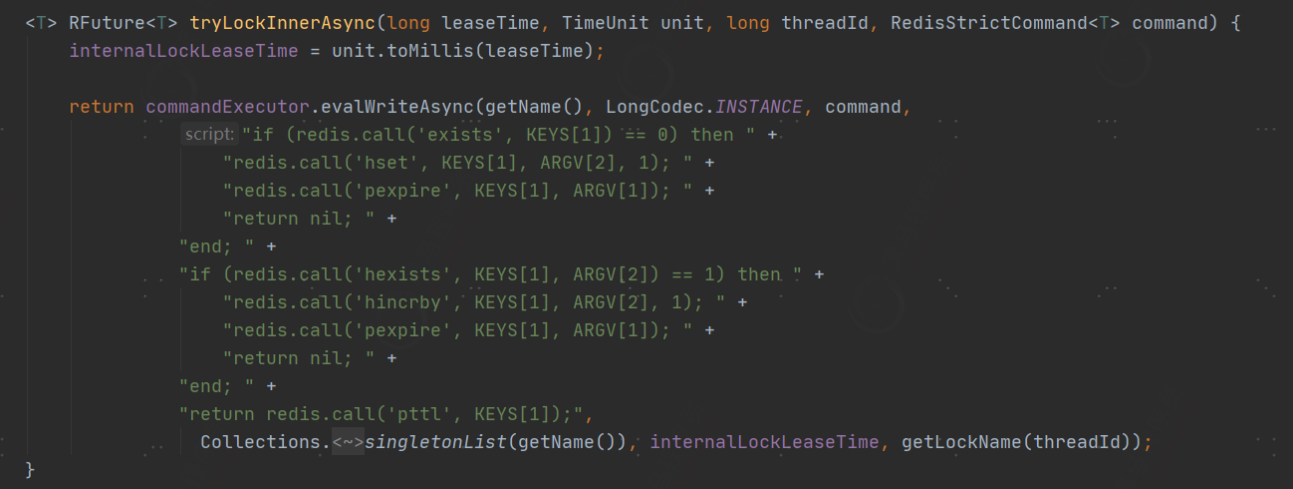 <T> RFuture<T> tryLockInnerAsync(long leaseTime, TimeUnit unit, long threadId, RedisStrictCommand<T> command) {
internalLockLeaseTime = unit.toMillis(leaseTime);
return commandExecutor.evalWriteAsync(getName(), LongCodec.INSTANCE, command,
script: "if (redis.call('exists', KEYS[1]) == 0) then " +
"redis.call('hset', KEYS[1], ARGV[2], 1); " +
"redis.call('pexpire', KEYS[1], ARGV[1]); " +
"return nil; " +
"end; " +
"if (redis.call('hexists', KEYS[1], ARGV[2]) == 1) then " +
"redis.call('hincrby', KEYS[1], ARGV[2], 1); " +
"redis.call('pexpire', KEYS[1], ARGV[1]); " +
"return nil; " +
"end; " +
"return redis.call('pttl', KEYS[1]);",
Collections.<~>singletonList(getName()), internalLockLeaseTime, getLockName(threadId));
}